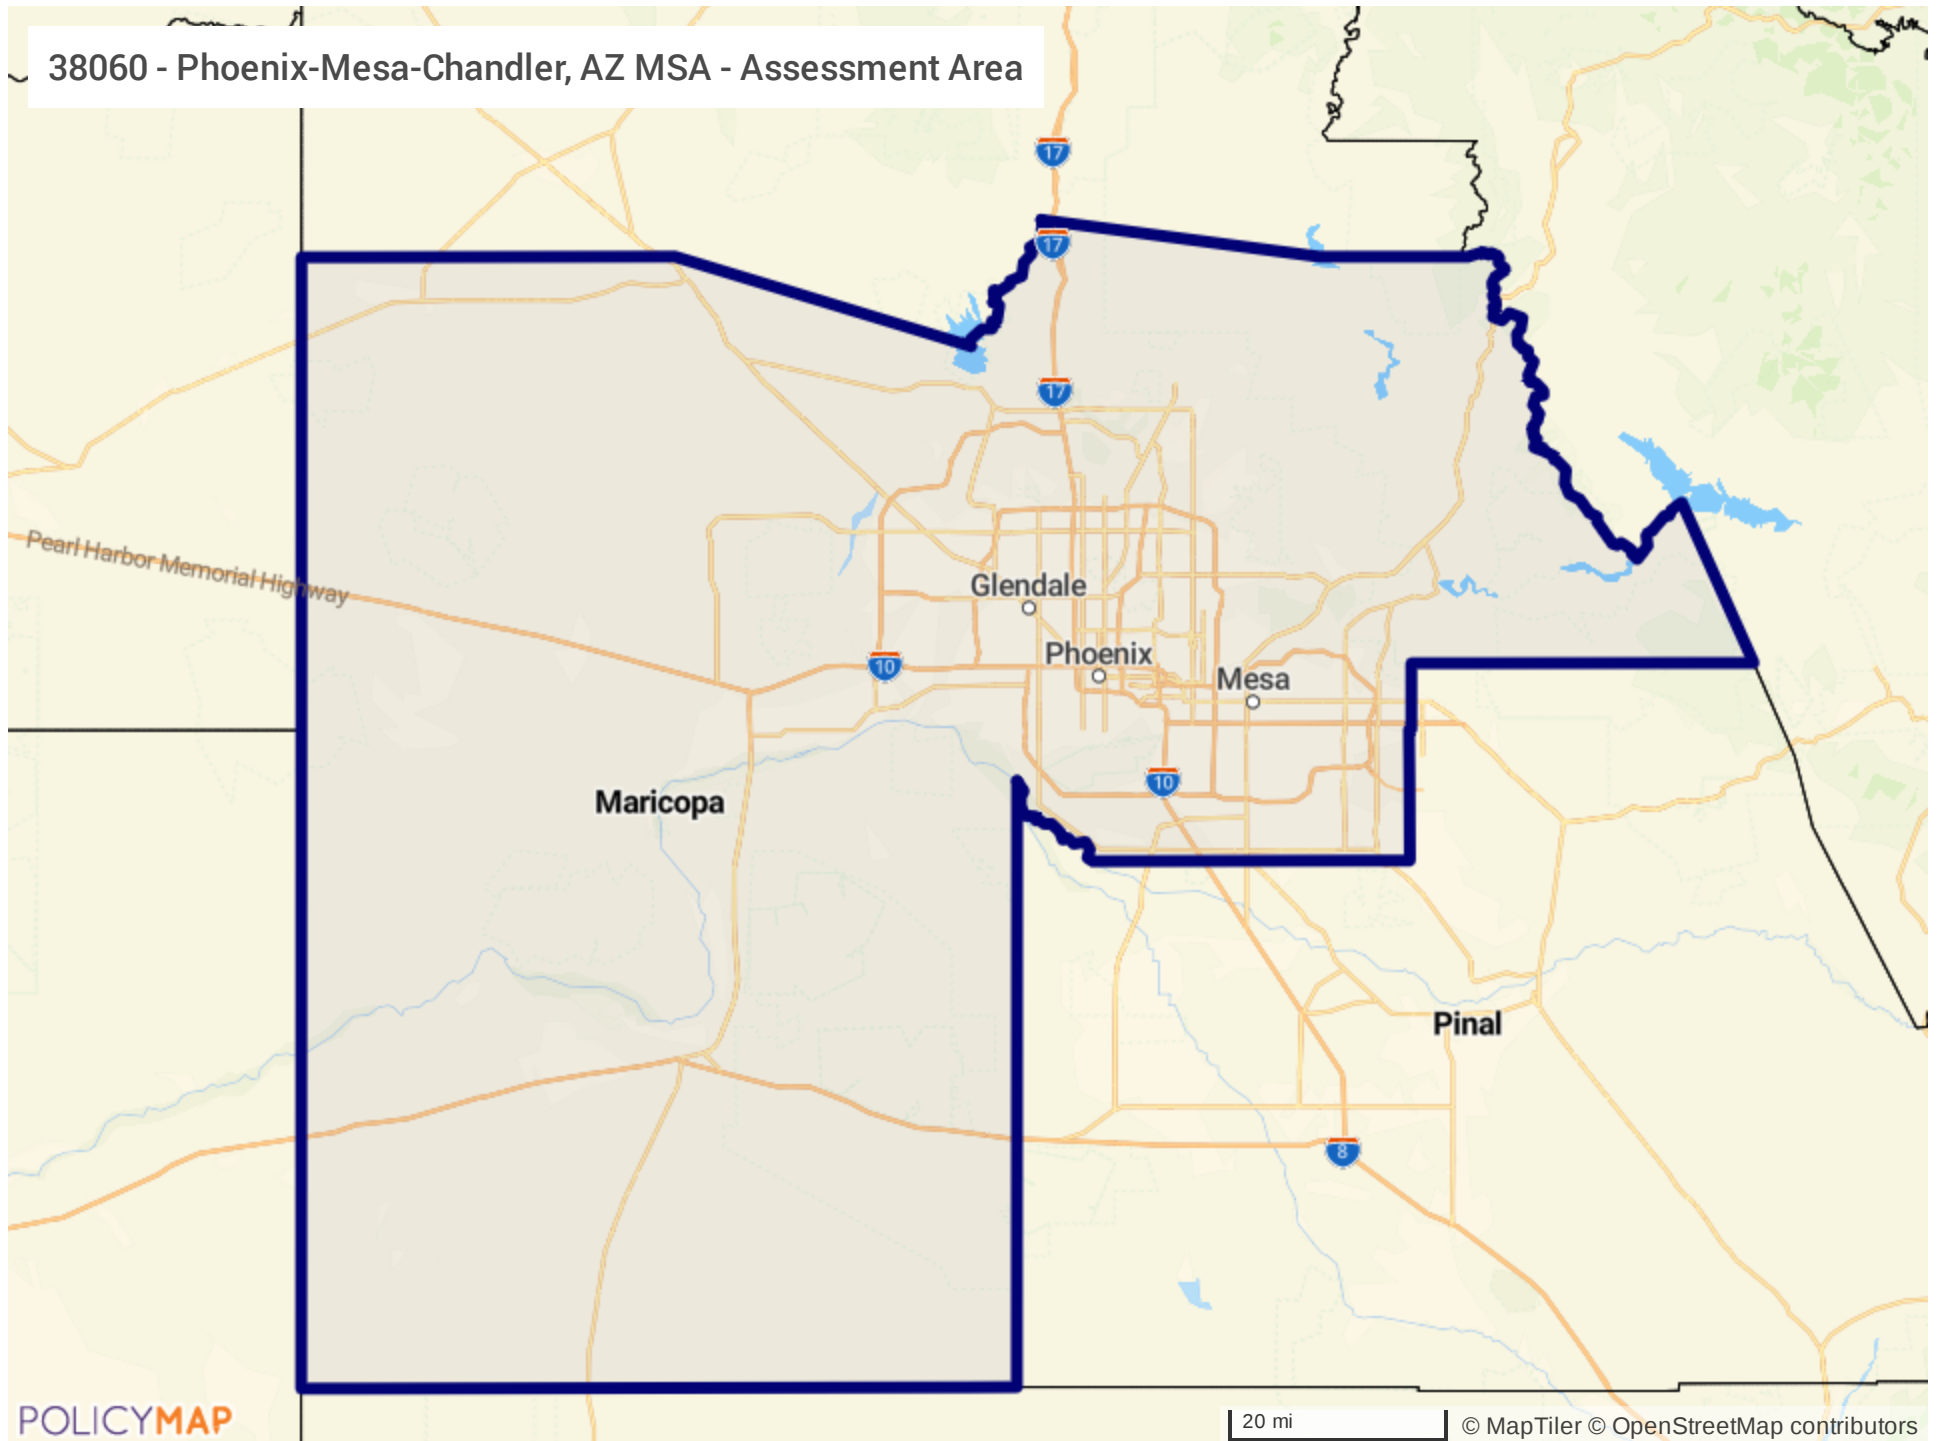 38060 - Phoenix-Mesa-Chandler, AZ MSA - Assessment Area
17
17
17
Pearl Harbor Memorial Highway
Glendale
Phoenix
10
Mesa
10
Maricopa
Pinal
8
POLICYMAP
20 mi
© MapTiler © OpenStreetMap contributors